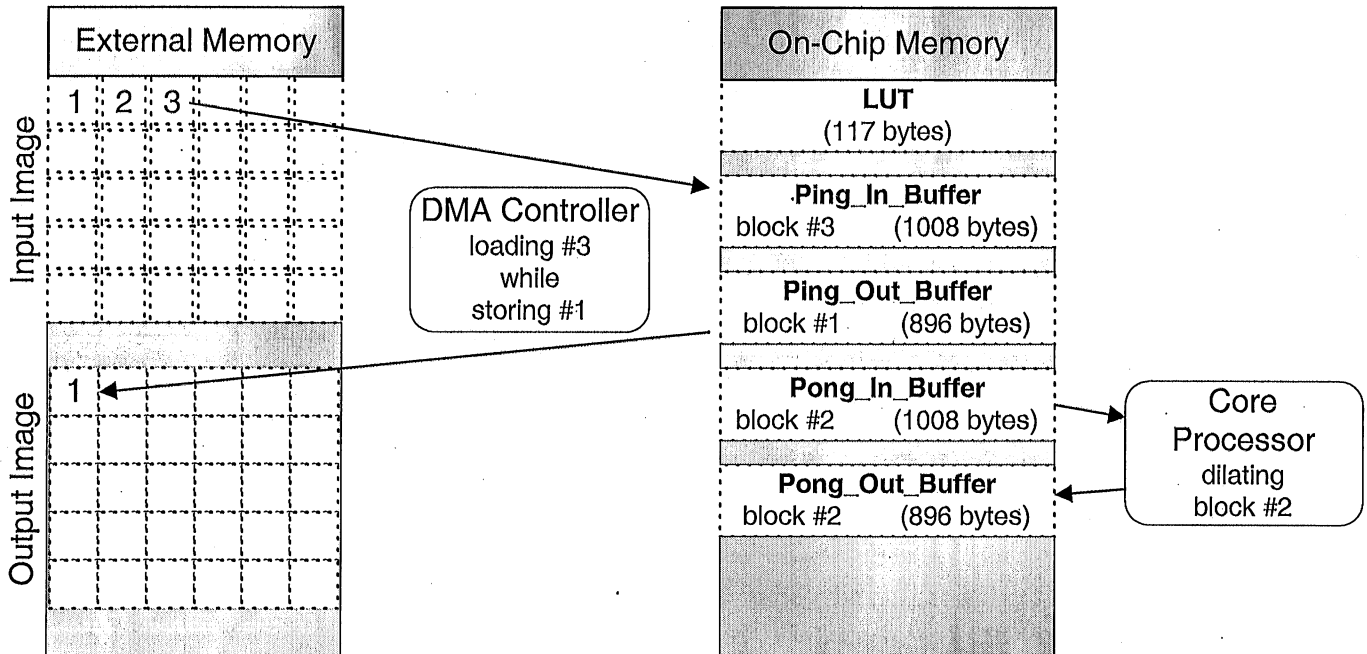 External Memory
1 2 3
Input Image
1
Output Image
DMA Controller
loading #3
while
storing #1
On-Chip Memory
LUT
(117 bytes)
Ping_In_Buffer
block #3 (1008 bytes)
Ping_Out_Buffer
block #1 (896 bytes)
Pong_In_Buffer
block #2 (1008 bytes)
Pong_Out_Buffer
block #2 (896 bytes)
Core
Processor
dilating
block #2